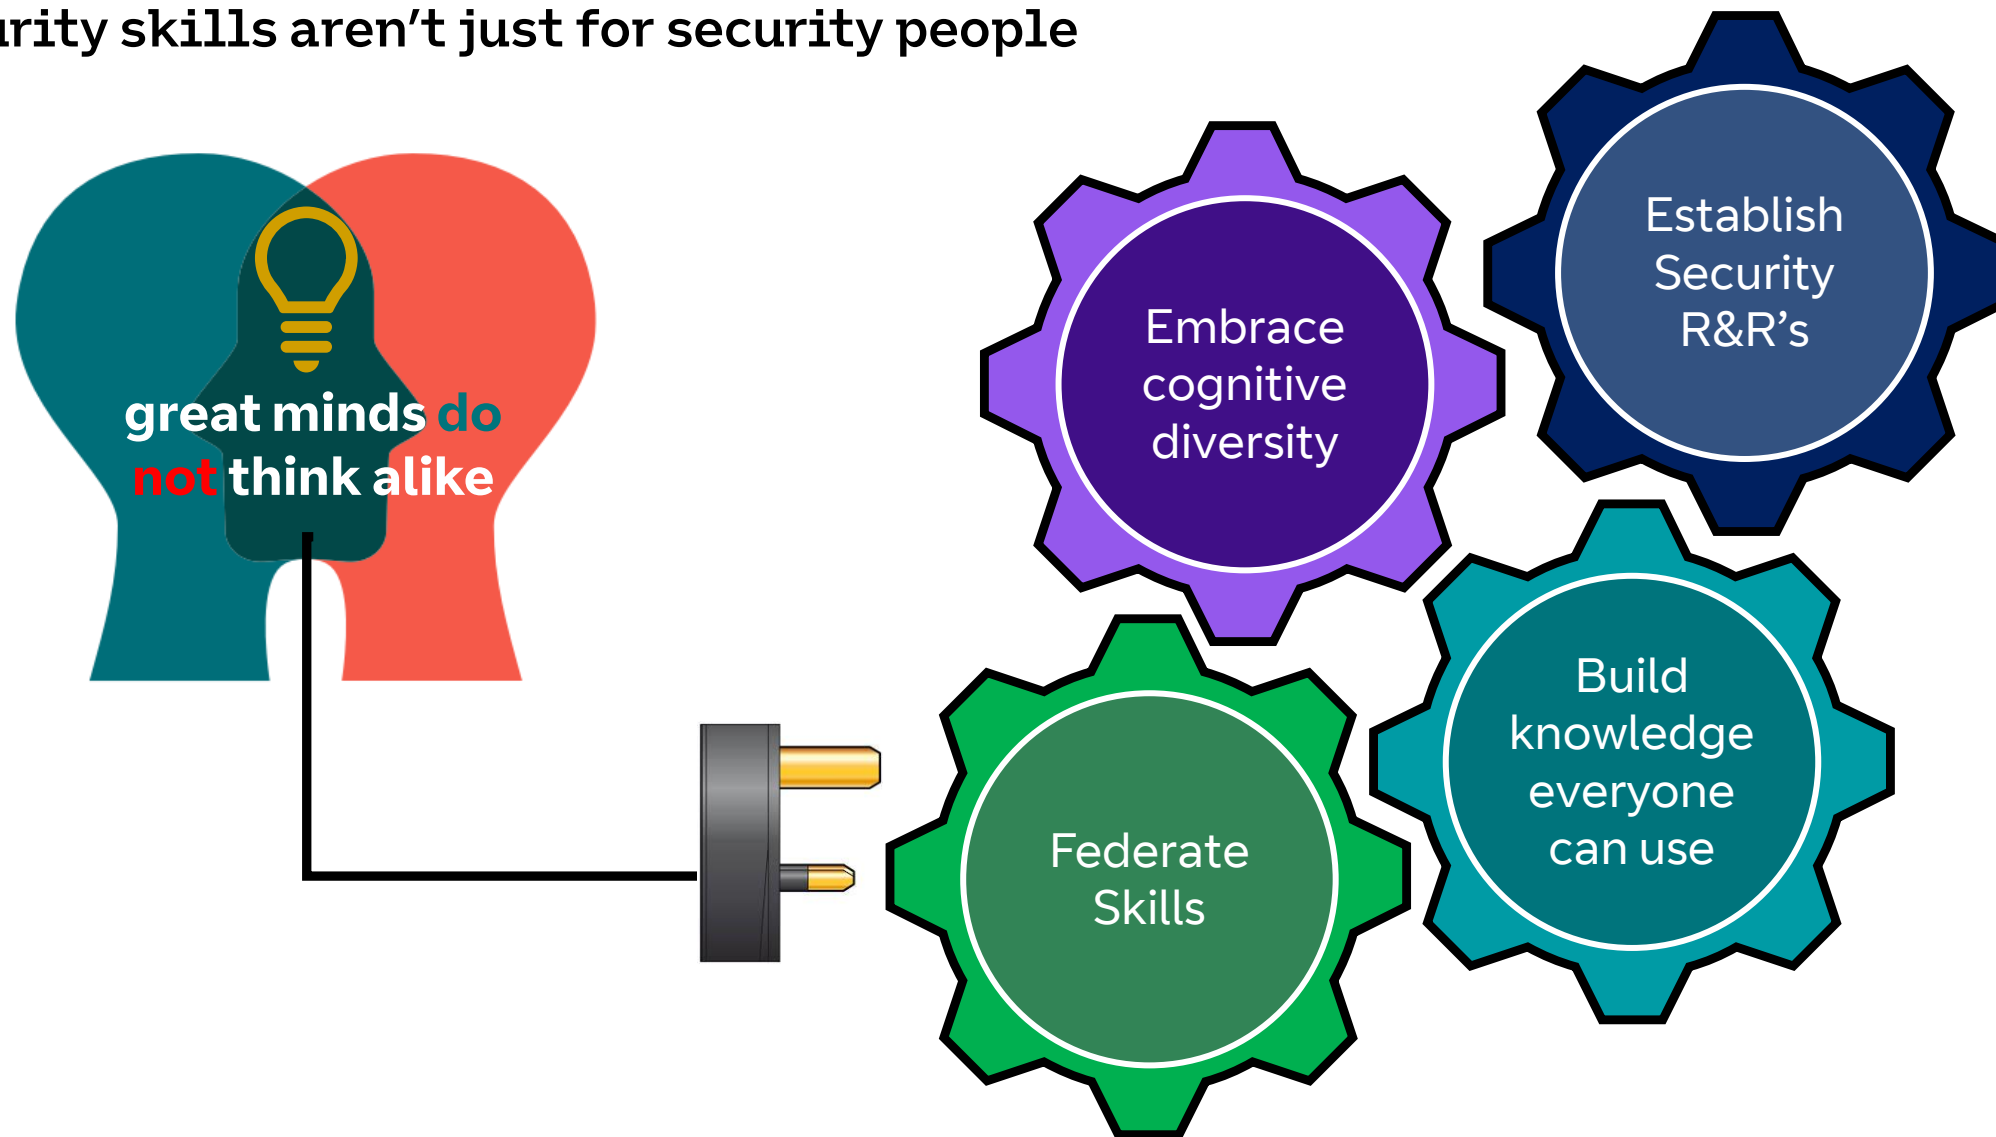 urity skills aren’t just for security people
great minds do
not think alike
Embrace
cognitive
diversity
Establish
Security
R&R’s
Federate
Skills
Build
knowledge
everyone
can use